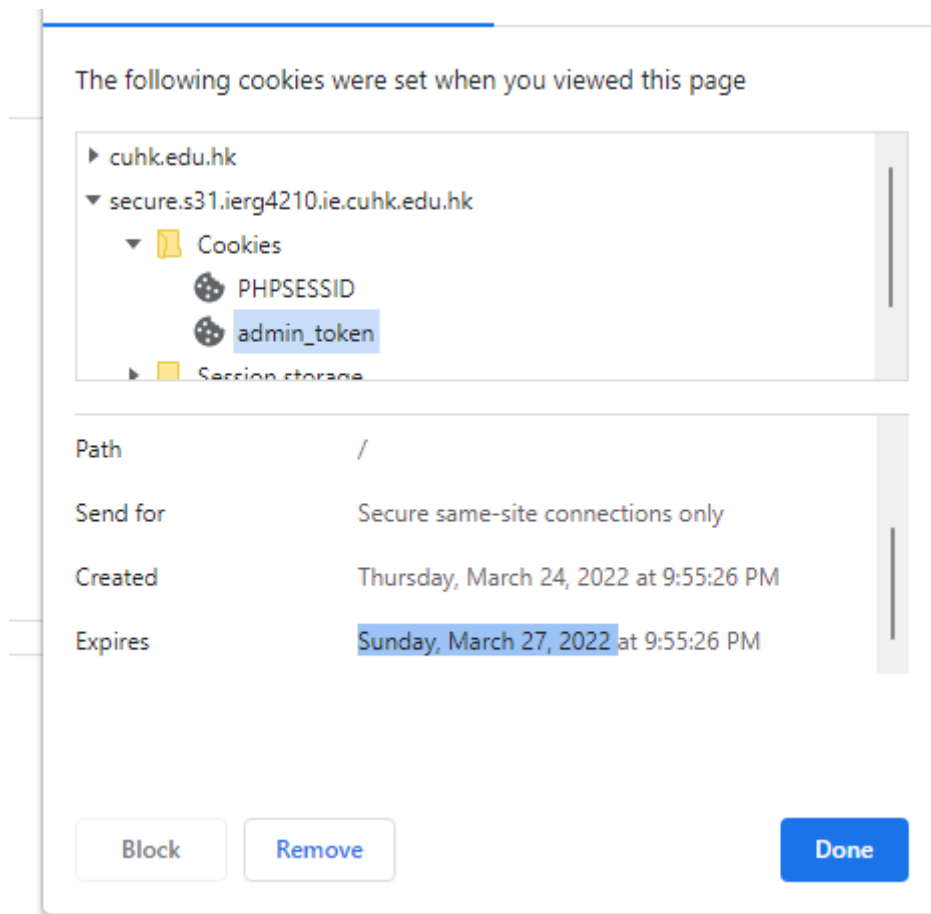 The following cookies were set when you viewed this page
cuhk.edu.hk
secure.s31.ierg4210.ie.cuhk.edu.hk
Cookies
PHPSESSID
admin_token
Session storage
Path /
Send for Secure same-site connections only
Created Thursday, March 24, 2022 at 9:55:26 PM
Expires Sunday, March 27, 2022 at 9:55:26 PM
Block Remove Done